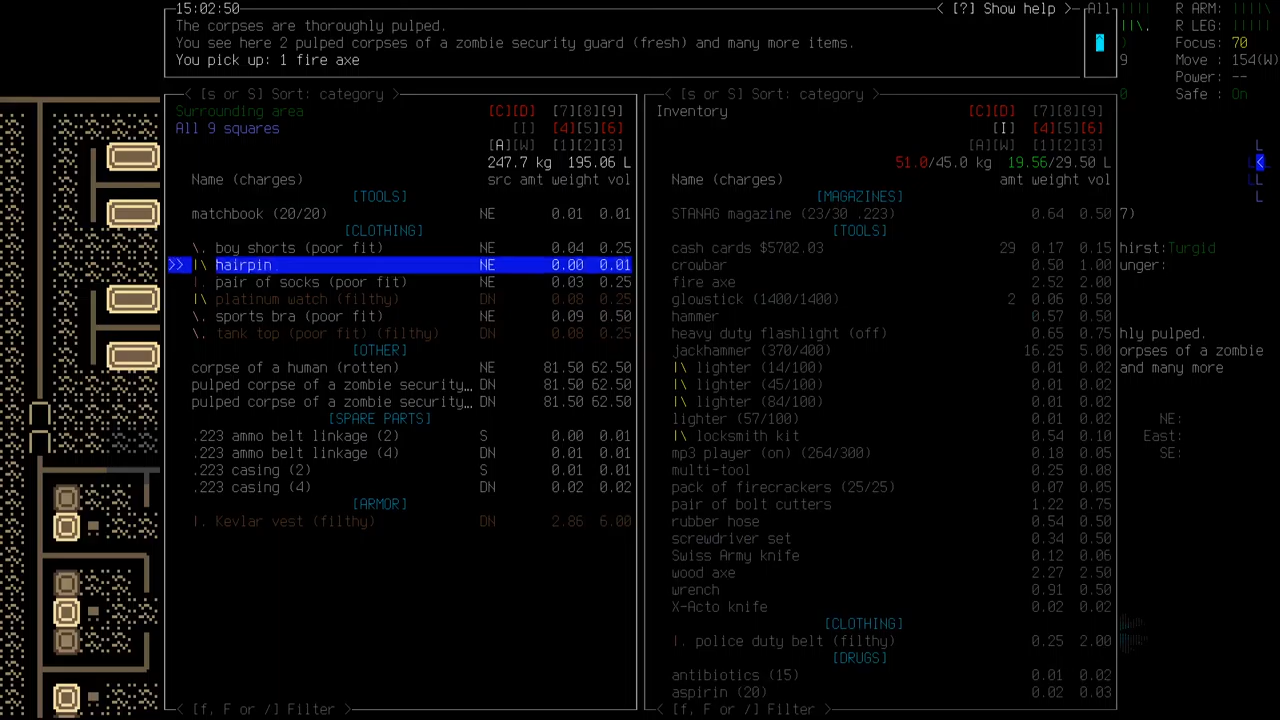 15:02:50 < [?] Show help >
The corpses are thoroughly pulped.
You see here 2 pulped corpses of a zombie security guard (fresh) and many more items.
You pick up: 1 fire axe
All
R ARM:
R LEG:
Focus: 70
9 Move : 154(W)
Power: --
0 Safe : On
< [s or S] Sort: category >
Surrounding area [C][D] [7][8][9]
All 9 squares [I] [4][5][6]
[A][W] [1][2][3]
247.7 kg 195.06 L
Name (charges) src amt weight vol
[TOOLS]
matchbook (20/20) NE 0.01 0.01
[CLOTHING]
\. boy shorts (poor fit) NE 0.04 0.25
>> |\ hairpin NE 0.00 0.01
|. pair of socks (poor fit) NE 0.03 0.25
|\ platinum watch (filthy) DN 0.08 0.25
\. sports bra (poor fit) NE 0.09 0.50
\. tank top (poor fit) (filthy) DN 0.08 0.25
[OTHER]
corpse of a human (rotten) NE 81.50 62.50
pulped corpse of a zombie security... DN 81.50 62.50
pulped corpse of a zombie security... DN 81.50 62.50
[SPARE PARTS]
.223 ammo belt linkage (2) S 0.00 0.01
.223 ammo belt linkage (4) DN 0.01 0.01
.223 casing (2) S 0.01 0.01
.223 casing (4) DN 0.02 0.02
[ARMOR]
|. Kevlar vest (filthy) DN 2.86 6.00
< [f, F or /] Filter >
< [s or S] Sort: category >
Inventory [C][D] [7][8][9]
[I] [4][5][6]
[A][W] [1][2][3]
51.0/45.0 kg 19.56/29.50 L
Name (charges) amt weight vol
[MAGAZINES]
STANAG magazine (23/30 .223) 0.64 0.50
[TOOLS]
cash cards $5702.03 29 0.17 0.15
crowbar 0.50 1.00
fire axe 2.52 2.00
glowstick (1400/1400) 2 0.06 0.50
hammer 0.57 0.50
heavy duty flashlight (off) 0.65 0.75
jackhammer (370/400) 16.25 5.00
|\ lighter (14/100) 0.01 0.02
|\ lighter (45/100) 0.01 0.02
|\ lighter (84/100) 0.01 0.02
lighter (57/100) 0.01 0.02
|\ locksmith kit 0.54 0.10
mp3 player (on) (264/300) 0.18 0.05
multi-tool 0.25 0.08
pack of firecrackers (25/25) 0.07 0.05
pair of bolt cutters 1.22 0.75
rubber hose 0.54 0.50
screwdriver set 0.34 0.50
Swiss Army knife 0.12 0.06
wood axe 2.27 2.50
wrench 0.91 0.50
X-Acto knife 0.02 0.02
[CLOTHING]
|. police duty belt (filthy) 0.25 2.00
[DRUGS]
antibiotics (15) 0.01 0.02
aspirin (20) 0.02 0.03
< [f, F or /] Filter >
L
<
L
L
7)
hirst: Turgid
unger:
hly pulped.
orpses of a zombie
and many more
NE:
East:
SE: